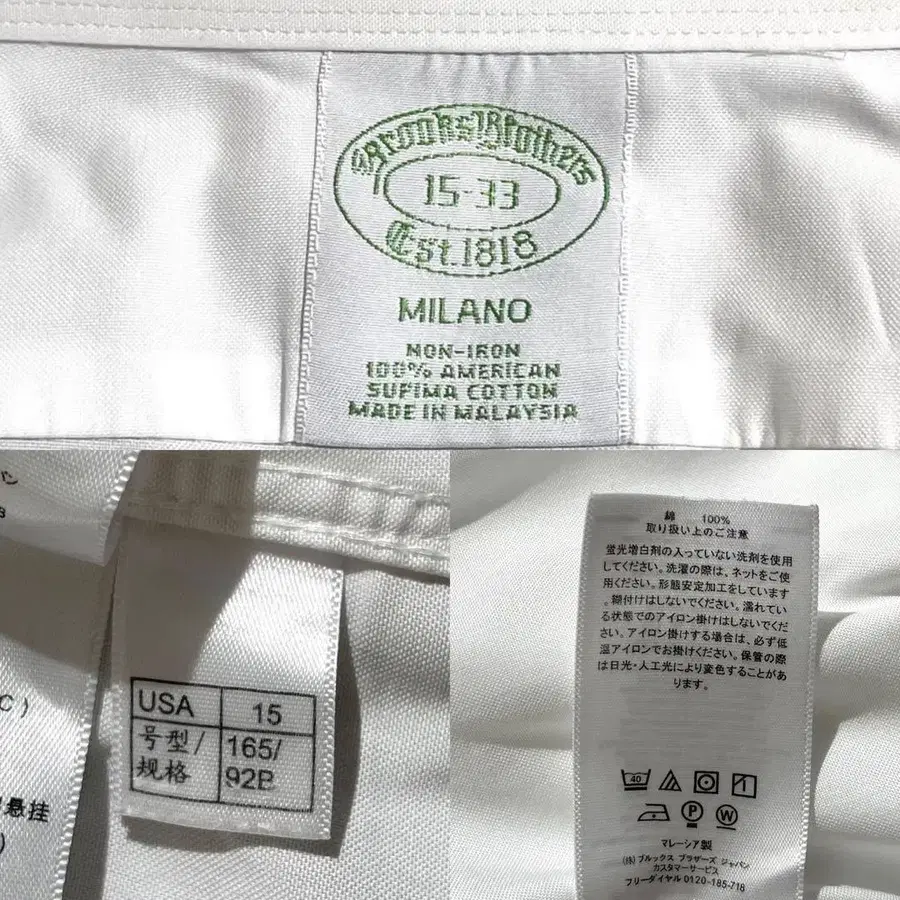 Brooks Brothers
15-33
Est.1818
MILANO
NON-IRON
100% AMERICAN
SUPIMA COTTON
MADE IN MALAYSIA
C)
悬挂
)
USA 15
号型/规格 165/92B
綿 100%
取り扱い上のご注意
蛍光増白剤の入っていない洗剤を使用
してください。洗濯の際は、ネットをご使
用ください。形態安定加工をしています
。糊付けはしないでください。濡れてい
る状態でのアイロン掛けはしないでくだ
さい。アイロン掛けする場合は、必ず低
温アイロンでお掛けください。保管の際
は日光・人工光により変色することがあ
ります。
40
P
W
マレーシア製
(株)ブルックス ブラザーズ ジャパン
カスタマーサービス
フリーダイヤル 0120-185-718